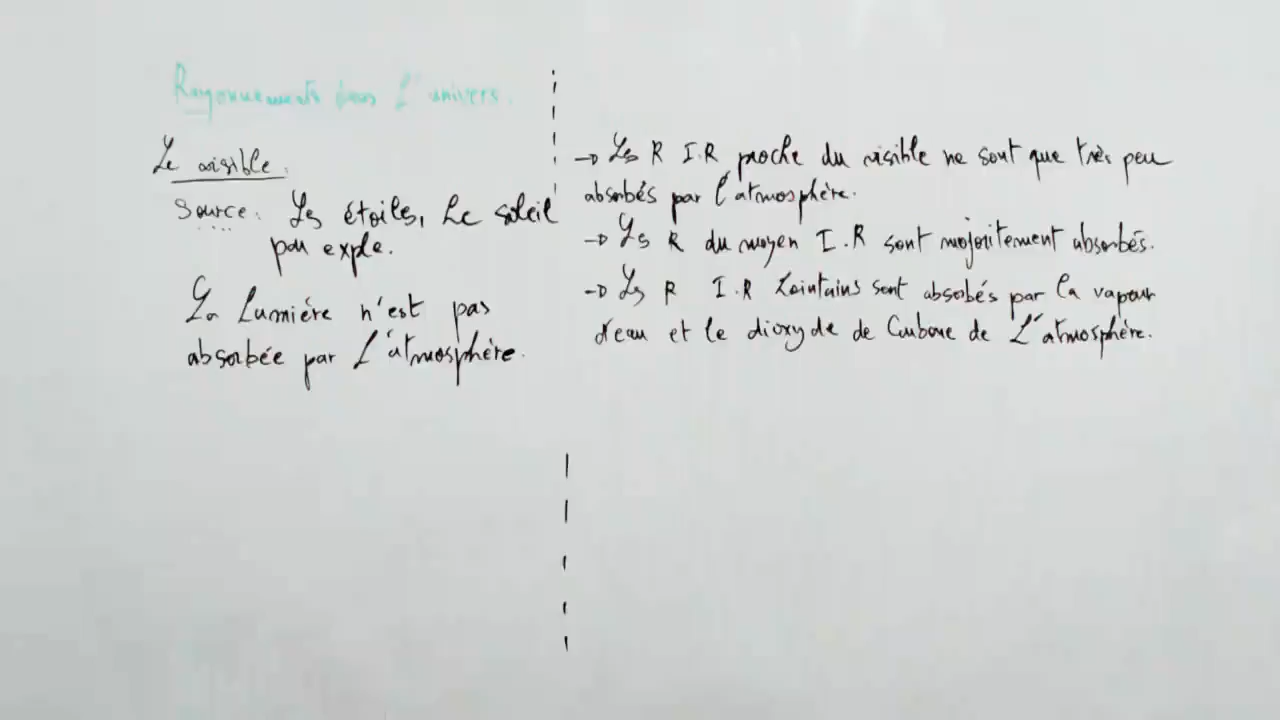 Rayonnements dans l'univers.
Le visible.
Source : Les étoiles, Le soleil
par exple.
La Lumière n'est pas
absorbée par L'atmosphère.
→ Les R I.R proche du visible ne sont que très peu
absorbés par l'atmosphère.
→ Les R du moyen I.R sont majoritement absorbés.
→ Les R I.R Lointains sont absorbés par la vapeur
d'eau et le dioxyde de Carbone de L'atmosphère.